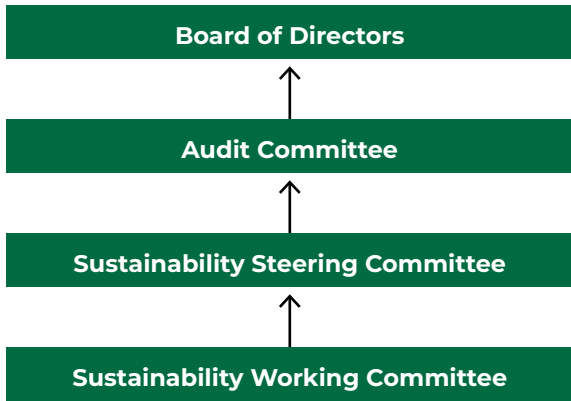 Board of Directors
Audit Committee
Sustainability Steering Committee
Sustainability Working Committee